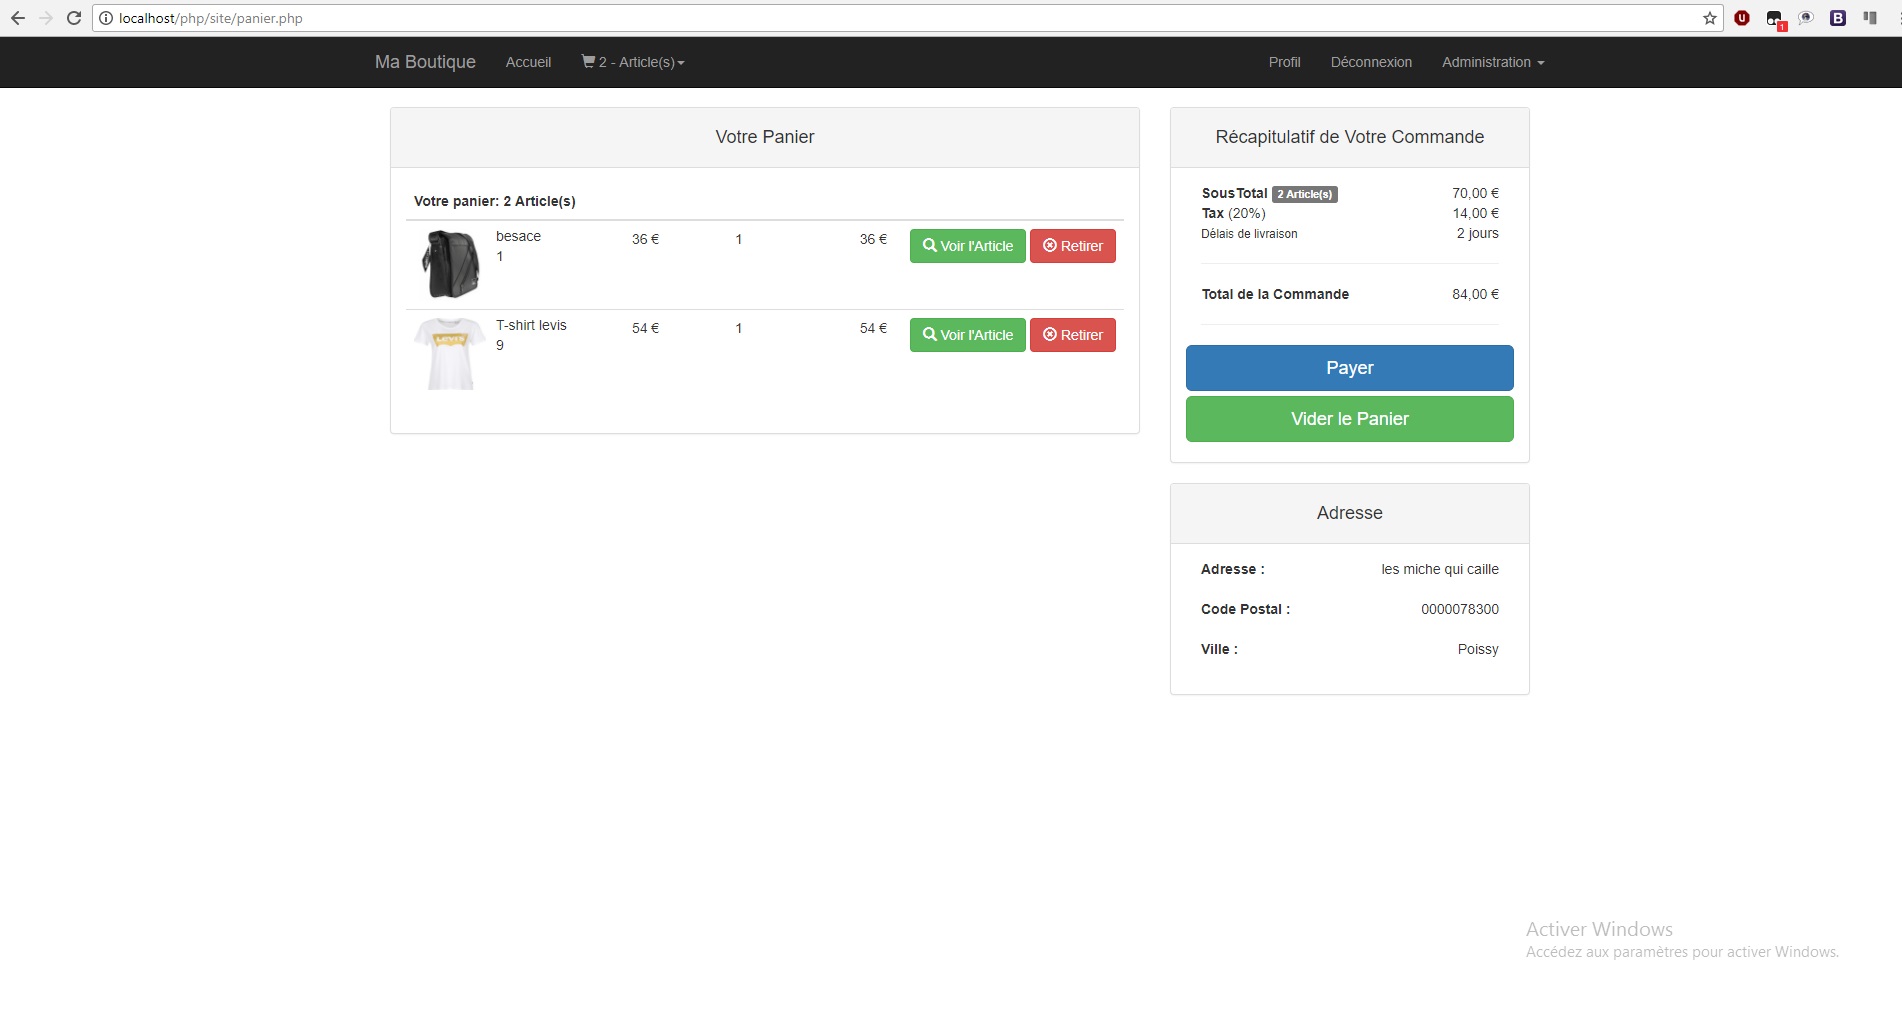 localhost/php/site/panier.php
1
Ma Boutique Accueil 2 - Article(s) Profil Déconnexion Administration
Votre Panier
Votre panier: 2 Article(s)
besace 36 € 1 36 € Voir l'Article Retirer
1
T-shirt levis 54 € 1 54 € Voir l'Article Retirer
9
Récapitulatif de Votre Commande
SousTotal 2 Article(s) 70,00 €
Tax (20%) 14,00 €
Délais de livraison 2 jours
Total de la Commande 84,00 €
Payer
Vider le Panier
Adresse
Adresse : les miche qui caille
Code Postal : 0000078300
Ville : Poissy
Activer Windows
Accédez aux paramètres pour activer Windows.